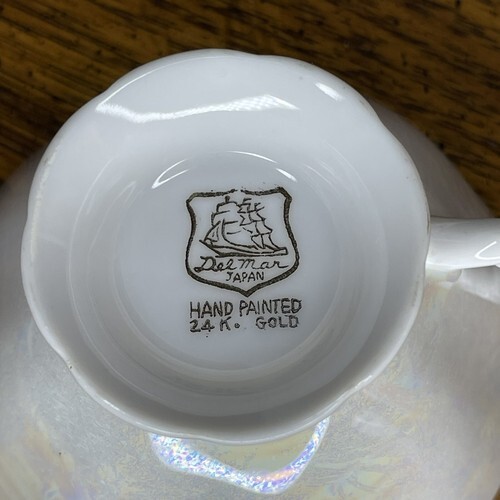 Del Mar
JAPAN
HAND PAINTED
24 K. GOLD